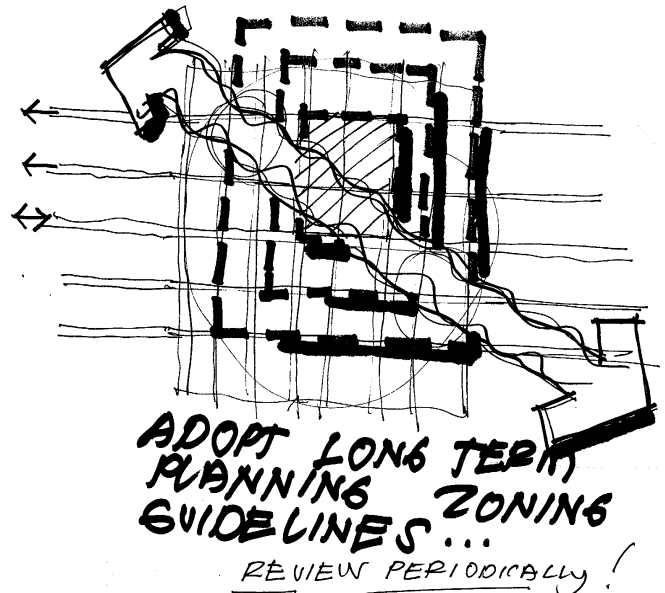 ADOPT LONG TERM
PLANNING ZONING
GUIDELINES...
REVIEW PERIODICALLY!